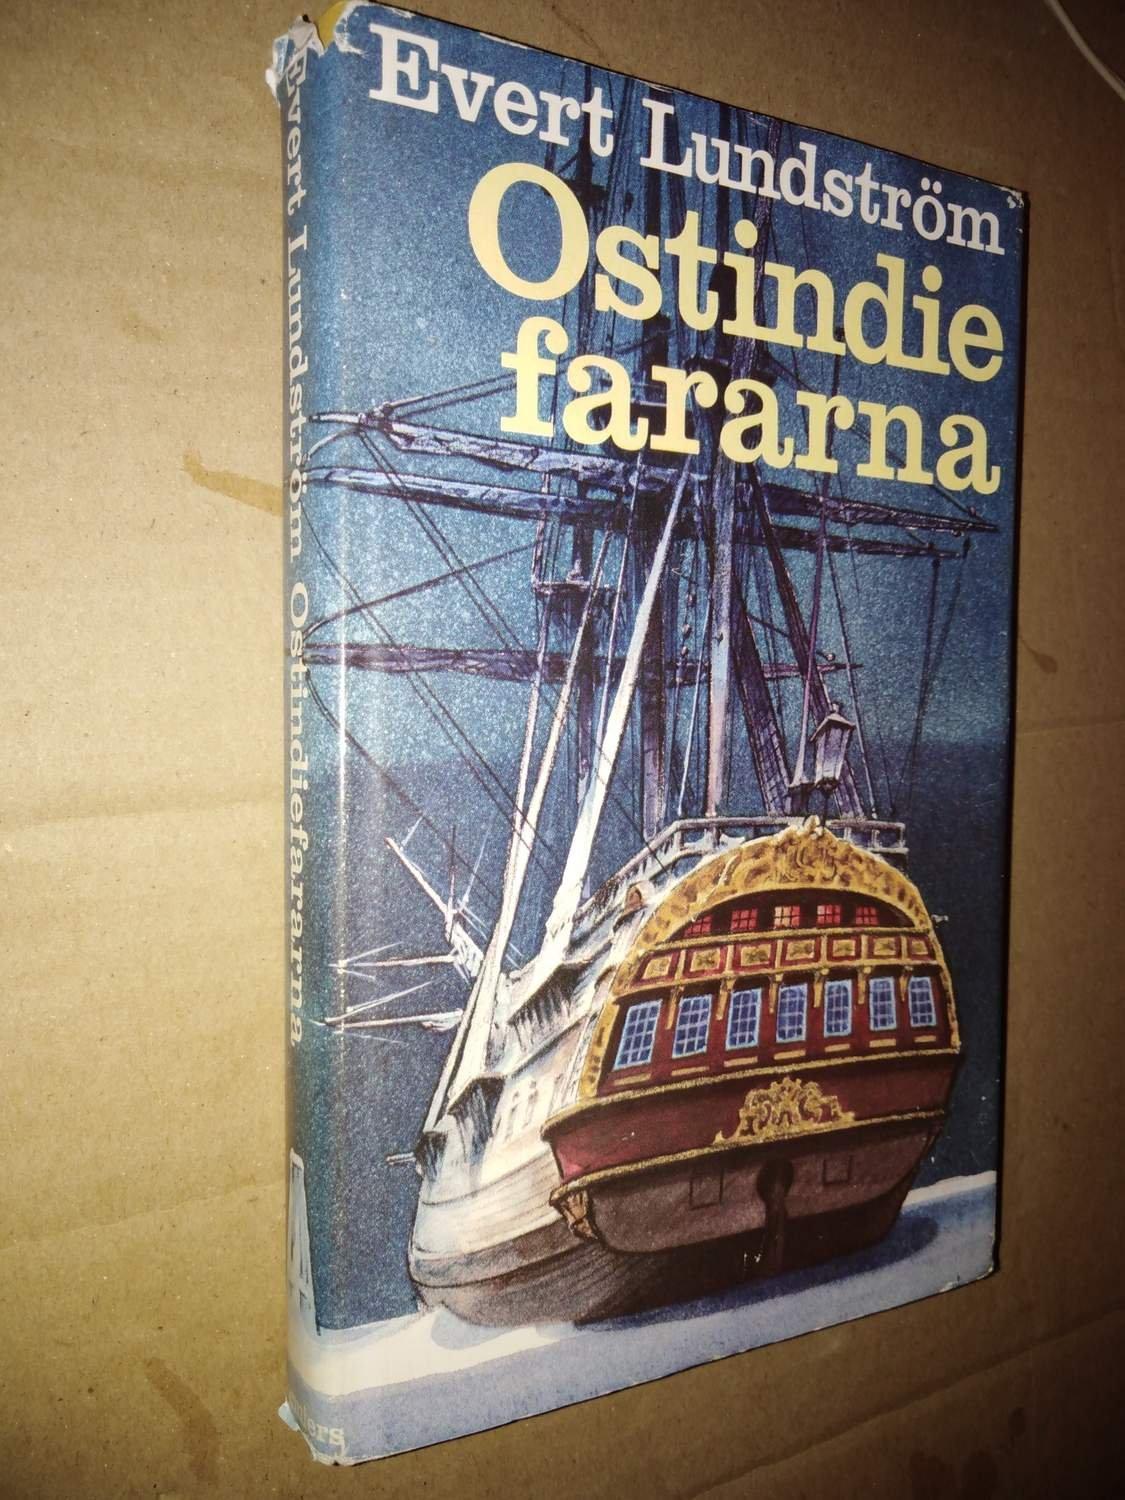 Evert Lundström
Ostindie
fararna
Evert Lundström Ostindiefararna